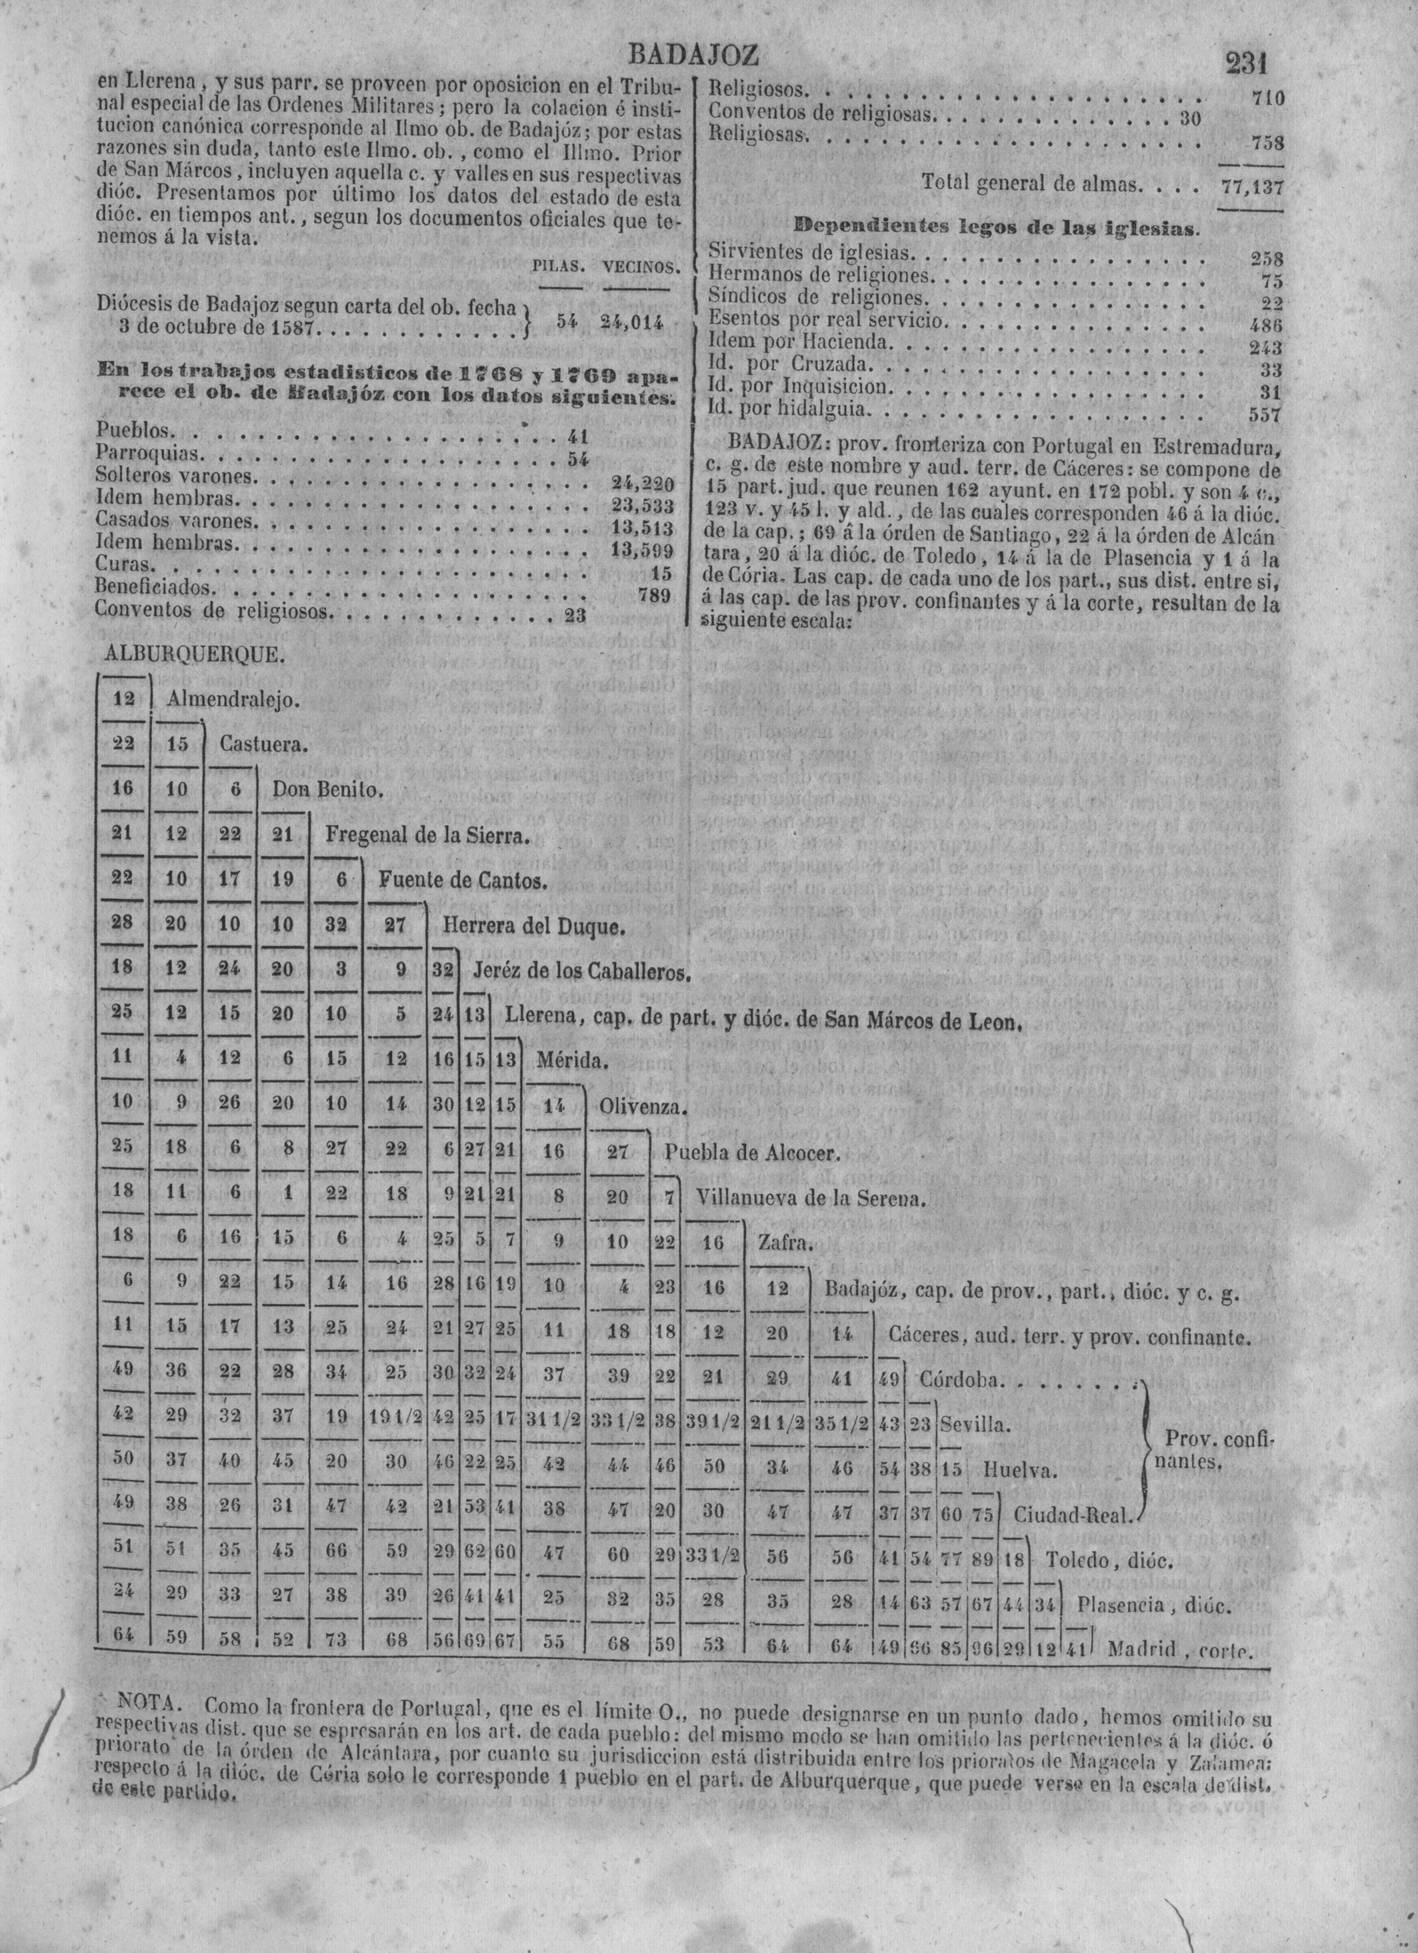 BADAJOZ
231
en Llerena, y sus parr. se proveen por oposicion en el Tribu-
nal especial de las Ordenes Militares; pero la colacion é insti-
tucion canónica corresponde al Ilmo ob. de Badajóz; por estas
razones sin duda, tanto este Ilmo. ob., como el Illmo. Prior
de San Márcos, incluyen aquella c. y valles en sus respectivas
dióc. Presentamos por último los datos del estado de esta
dióc. en tiempos ant., segun los documentos oficiales que te-
nemos á la vista.
PILAS. VECINOS.
Diócesis de Badajoz segun carta del ob. fecha
3 de octubre de 1587. . . . . . . . . . . . } 54 24,014
En los trabajos estadisticos de 1768 y 1769 apa-
rece el ob. de Badajóz con los datos siguientes.
Pueblos. . . . . . . . . . . . . . . . . . 41
Parroquias. . . . . . . . . . . . . . . . . 54
Solteros varones. . . . . . . . . . . . . . . 24,220
Idem hembras. . . . . . . . . . . . . . . . 23,533
Casados varones. . . . . . . . . . . . . . . 13,513
Idem hembras. . . . . . . . . . . . . . . . 13,599
Curas. . . . . . . . . . . . . . . . . . . . 15
Beneficiados. . . . . . . . . . . . . . . . . 789
Conventos de religiosos. . . . . . . . . . . . 23
Religiosos. . . . . . . . . . . . . . . . . . 710
Conventos de religiosas. . . . . . . . . . . . 30
Religiosas. . . . . . . . . . . . . . . . . . 758
Total general de almas. . . . 77,137
Dependientes legos de las iglesias.
Sirvientes de iglesias. . . . . . . . . . . . . 258
Hermanos de religiones. . . . . . . . . . . . 75
Síndicos de religiones. . . . . . . . . . . . . 22
Esentos por real servicio. . . . . . . . . . . 486
Idem por Hacienda. . . . . . . . . . . . . . 243
Id. por Cruzada. . . . . . . . . . . . . . . 33
Id. por Inquisicion. . . . . . . . . . . . . . 31
Id. por hidalguia. . . . . . . . . . . . . . . 557
BADAJOZ: prov. fronteriza con Portugal en Estremadura,
c. g. de este nombre y aud. terr. de Cáceres: se compone de
15 part. jud. que reunen 162 ayunt. en 172 pobl. y son 4 c.,
123 v. y 45 l. y ald., de las cuales corresponden 46 á la dióc.
de la cap.; 69 á la órden de Santiago, 22 á la órden de Alcán
tara, 20 á la dióc. de Toledo, 14 á la de Plasencia y 1 á la
de Cória. Las cap. de cada uno de los part., sus dist. entre si,
á las cap. de las prov. confinantes y á la corte, resultan de la
siguiente escala:
ALBURQUERQUE.
12 Almendralejo.
22 15 Castuera.
16 10 6 Don Benito.
21 12 22 21 Fregenal de la Sierra.
22 10 17 19 6 Fuente de Cantos.
28 20 10 10 32 27 Herrera del Duque.
18 12 24 20 3 9 32 Jeréz de los Caballeros.
25 12 15 20 10 5 24 13 Llerena, cap. de part. y dióc. de San Márcos de Leon.
11 4 12 6 15 12 16 15 13 Mérida.
10 9 26 20 10 14 30 12 15 14 Olivenza.
25 18 6 8 27 22 6 27 21 16 27 Puebla de Alcocer.
18 11 6 1 22 18 9 21 21 8 20 7 Villanueva de la Serena.
18 6 16 15 6 4 25 5 7 9 10 22 16 Zafra.
6 9 22 15 14 16 28 16 19 10 4 23 16 12 Badajóz, cap. de prov., part., dióc. y c. g.
11 15 17 13 25 24 21 27 25 11 18 18 12 20 14 Cáceres, aud. terr. y prov. confinante.
49 36 22 28 34 25 30 32 24 37 39 22 21 29 41 49 Córdoba. . . . . . . .
42 29 32 37 19 19 1/2 42 25 17 31 1/2 33 1/2 38 39 1/2 21 1/2 35 1/2 43 23 Sevilla.
Prov. confi-
nantes.
50 37 40 45 20 30 46 22 25 42 44 46 50 34 46 54 38 15 Huelva.
49 38 26 31 47 42 21 53 41 38 47 20 30 47 47 37 37 60 75 Ciudad-Real.
51 51 35 45 66 59 29 62 60 47 60 29 33 1/2 56 56 41 54 77 89 18 Toledo, dióc.
24 29 33 27 38 39 26 41 41 25 32 35 28 35 28 14 63 57 67 44 34 Plasencia, dióc.
64 59 58 52 73 68 56 69 67 55 68 59 53 64 64 49 85 96 29 12 41 Madrid, corte.
NOTA. Como la frontera de Portugal, que es el límite O., no puede designarse en un punto dado, hemos omitido su
respectivas dist. que se espresarán en los art. de cada pueblo: del mismo modo se han omitido las pertenecientes á la dióc. ó
priorato de la órden de Alcántara, por cuanto su jurisdiccion está distribuida entre los prioratos de Magacela y Zalamea:
respecto á la dióc. de Cória solo le corresponde 1 pueblo en el part. de Alburquerque, que puede verse en la escala de dist.
de este partido.